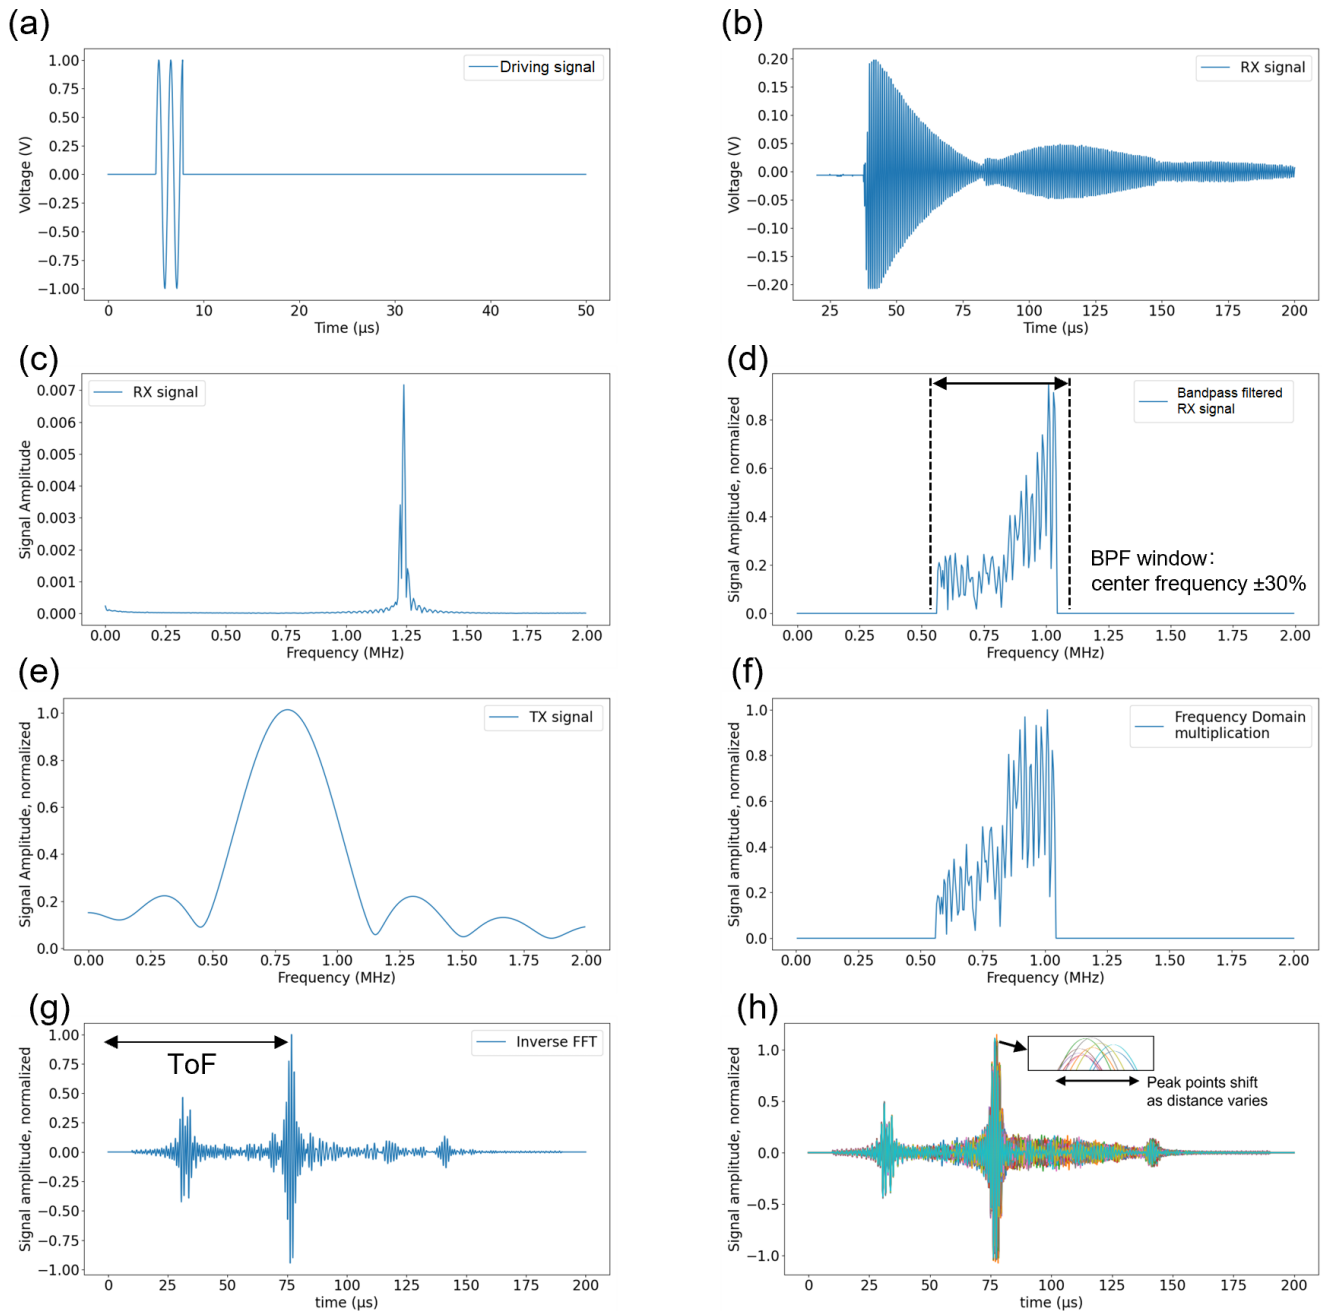 (a)
1.00
0.75
0.50
0.25
0.00
−0.25
−0.50
−0.75
−1.00
Voltage (V)
Driving signal
0 10 20 30 40 50
Time (μs)
(b)
0.20
0.15
0.10
0.05
0.00
−0.05
−0.10
−0.15
−0.20
Voltage (V)
RX signal
25 50 75 100 125 150 175 200
Time (μs)
(c)
0.007
0.006
0.005
0.004
0.003
0.002
0.001
0.000
Signal Amplitude
RX signal
0.00 0.25 0.50 0.75 1.00 1.25 1.50 1.75 2.00
Frequency (MHz)
(d)
0.8
0.6
0.4
0.2
0.0
Signal Amplitude, normalized
Bandpass filtered
RX signal
BPF window:
center frequency ±30%
0.00 0.25 0.50 0.75 1.00 1.25 1.50 1.75 2.00
Frequency (MHz)
(e)
1.0
0.8
0.6
0.4
0.2
0.0
Signal Amplitude, normalized
TX signal
0.00 0.25 0.50 0.75 1.00 1.25 1.50 1.75 2.00
Frequency (MHz)
(f)
1.0
0.8
0.6
0.4
0.2
0.0
Signal amplitude, normalized
Frequency Domain
multiplication
0.00 0.25 0.50 0.75 1.00 1.25 1.50 1.75 2.00
Frequency (MHz)
(g)
1.00
0.75
0.50
0.25
0.00
−0.25
−0.50
−0.75
−1.00
Signal amplitude, normalized
ToF
Inverse FFT
0 25 50 75 100 125 150 175 200
time (μs)
(h)
1.0
0.5
0.0
−0.5
−1.0
Signal amplitude, normalized
Peak points shift
as distance varies
0 25 50 75 100 125 150 175 200
time (μs)